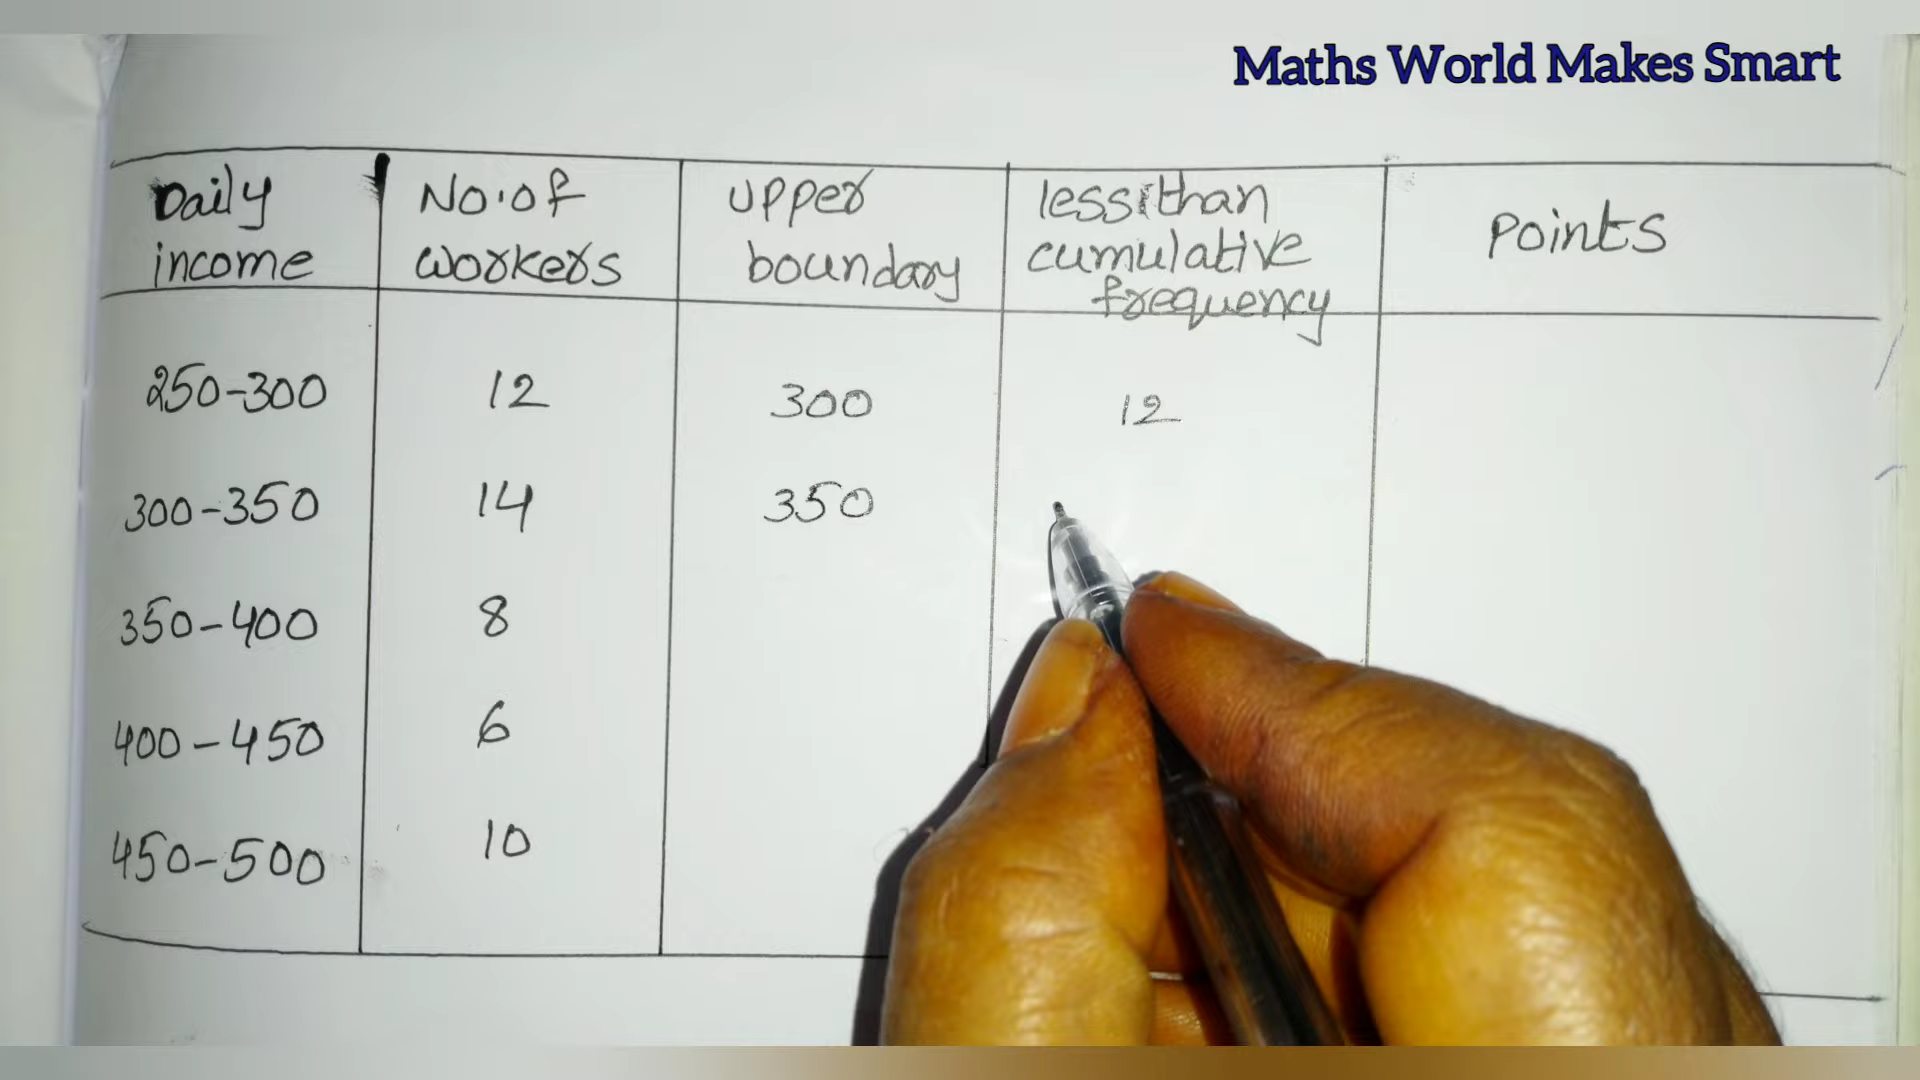 Maths World Makes Smart
Daily income
No. of workers
upper boundary
less than cumulative frequency
points
250-300 12 300 12
300-350 14 350
350-400 8
400-450 6
450-500 10